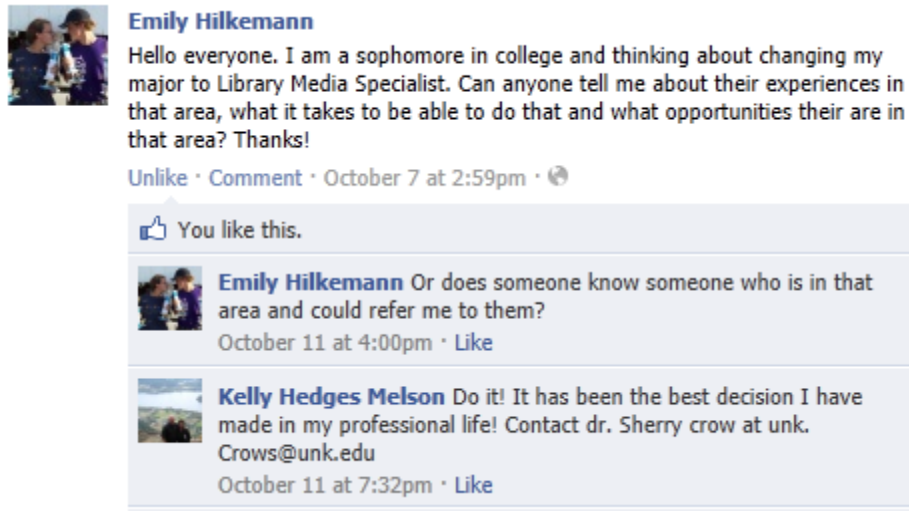 Emily Hilkemann
Hello everyone. I am a sophomore in college and thinking about changing my
major to Library Media Specialist. Can anyone tell me about their experiences in
that area, what it takes to be able to do that and what opportunities their are in
that area? Thanks!
Unlike · Comment · October 7 at 2:59pm ·
You like this.
Emily Hilkemann Or does someone know someone who is in that
area and could refer me to them?
October 11 at 4:00pm · Like
Kelly Hedges Melson Do it! It has been the best decision I have
made in my professional life! Contact dr. Sherry crow at unk.
Crows@unk.edu
October 11 at 7:32pm · Like